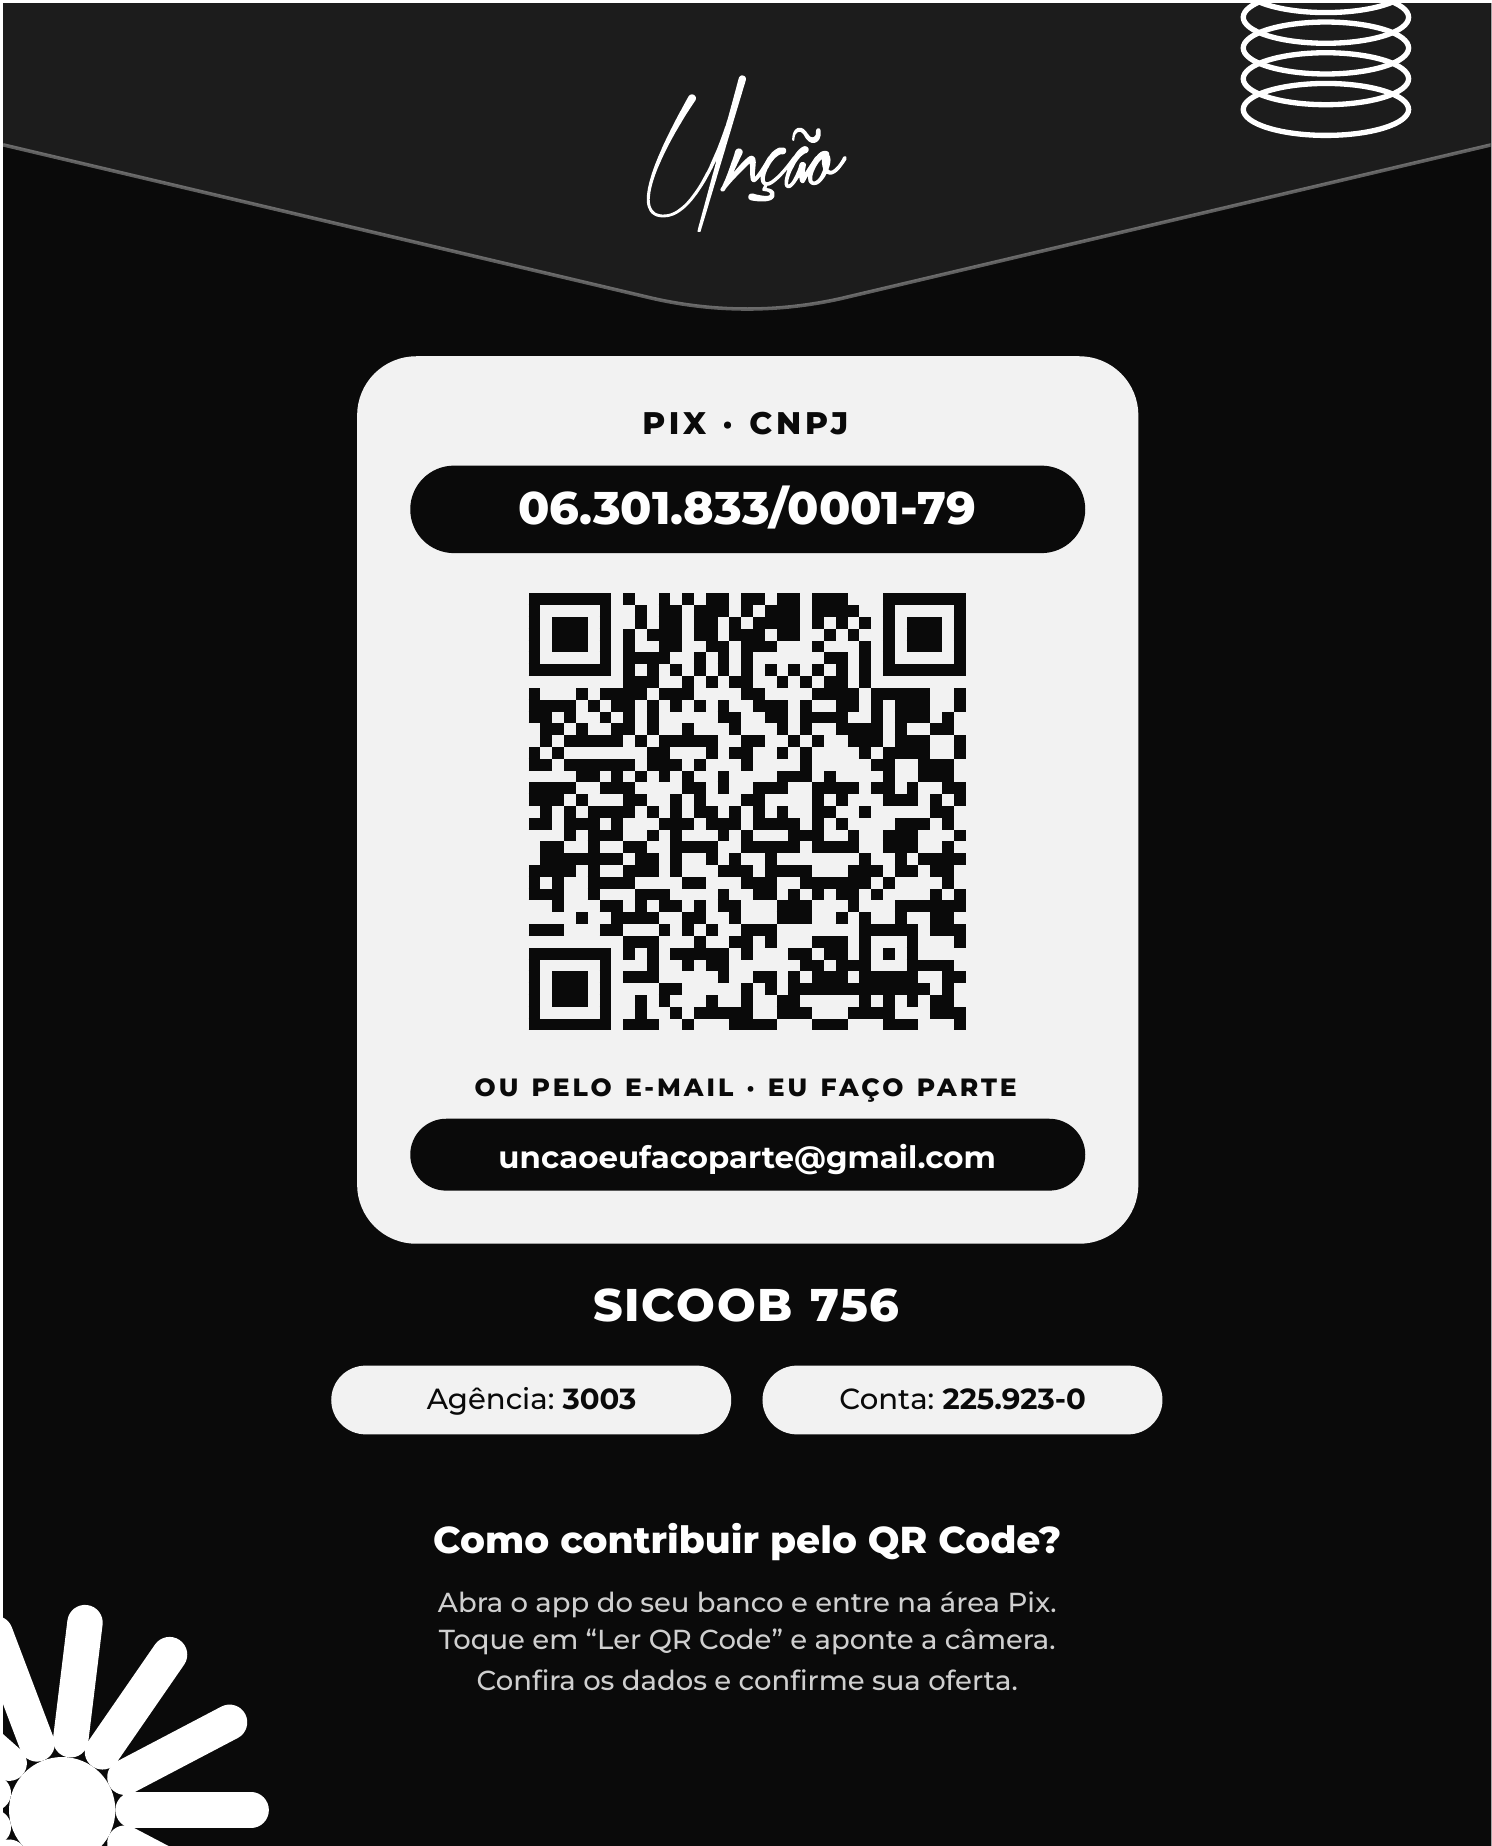 Unção
PIX · CNPJ
06.301.833/0001-79
OU PELO E-MAIL · EU FAÇO PARTE
uncaoeufacoparte@gmail.com
SICOOB 756
Agência: 3003
Conta: 225.923-0
Como contribuir pelo QR Code?
Abra o app do seu banco e entre na área Pix.
Toque em “Ler QR Code” e aponte a câmera.
Confira os dados e confirme sua oferta.